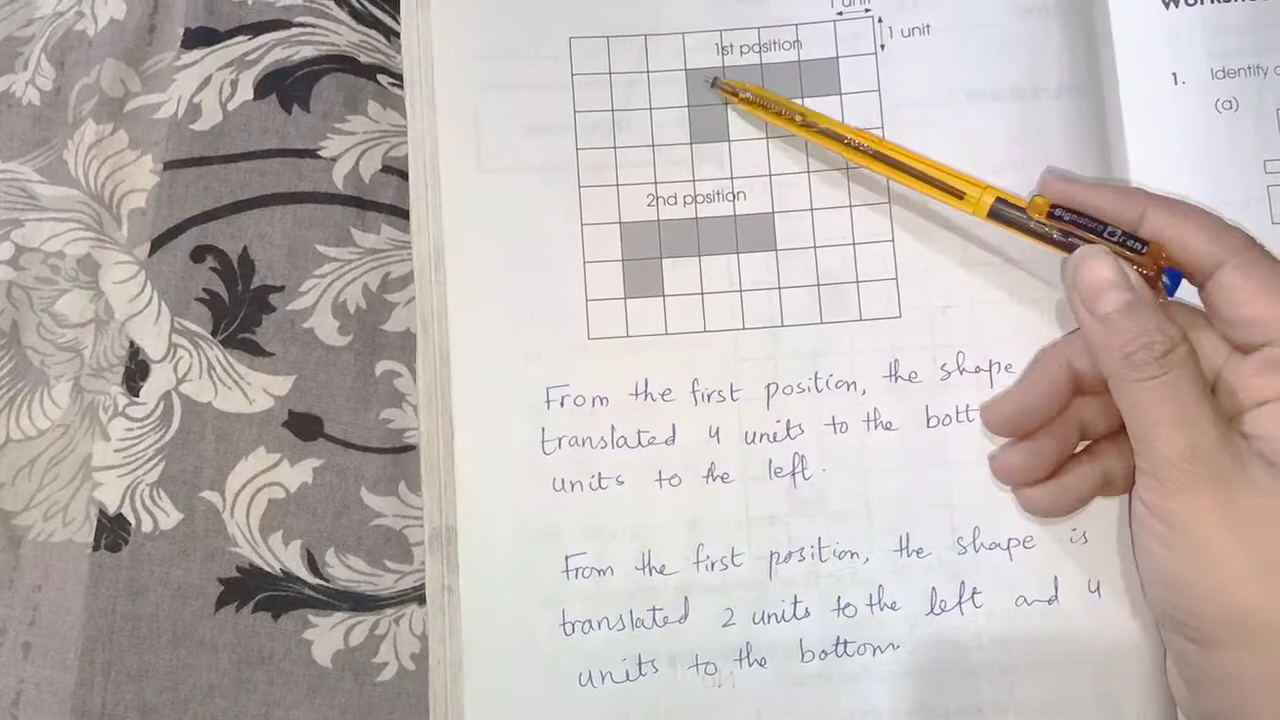 1 unit
1 unit
1st position
2nd position
From the first position, the shape
translated 4 units to the
units to the left.
From the first position, the shape is
translated 2 units to the left and 4
units to the bottom
1. Identify
(a)
Signature